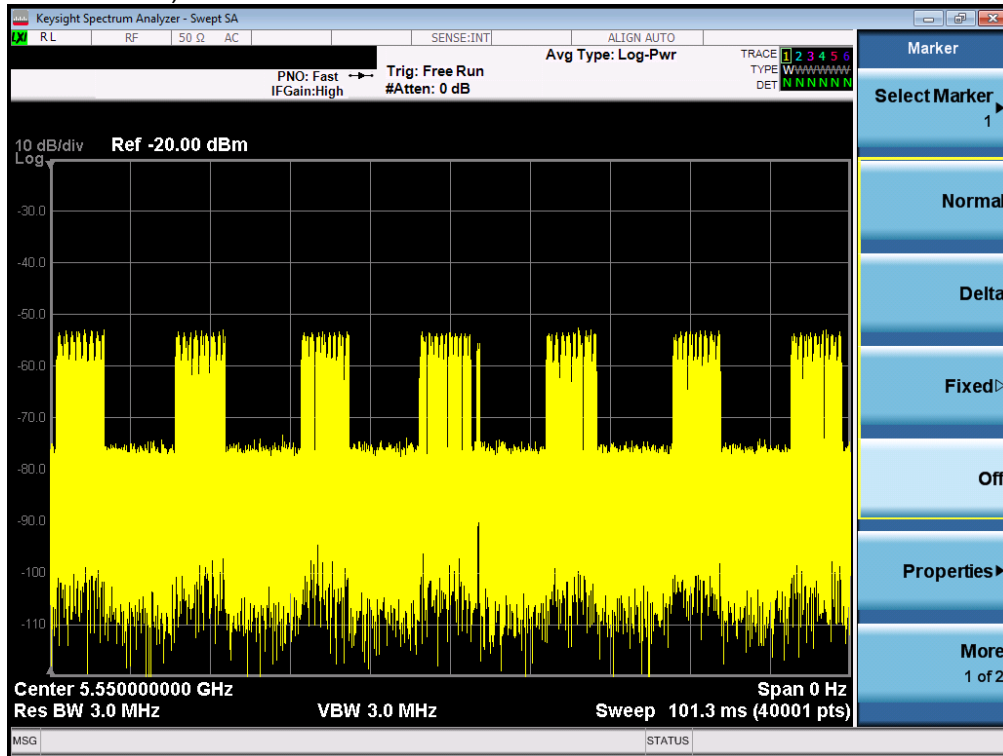 Keysight Spectrum Analyzer - Swept SA
LXI RL RF 50 Ω AC SENSE:INT ALIGN AUTO
Marker
Avg Type: Log-Pwr
TRACE 1 2 3 4 5 6
PNO: Fast Trig: Free Run
TYPE WWWWWW
IFGain:High #Atten: 0 dB
DET N N N N N N
Select Marker
1
10 dB/div Ref -20.00 dBm
Log
Normal
-30.0
-40.0
Delta
-50.0
-60.0
Fixed
-70.0
-80.0
Off
-90.0
-100
Properties
-110
More
1 of 2
Center 5.550000000 GHz Span 0 Hz
Res BW 3.0 MHz VBW 3.0 MHz Sweep 101.3 ms (40001 pts)
MSG STATUS